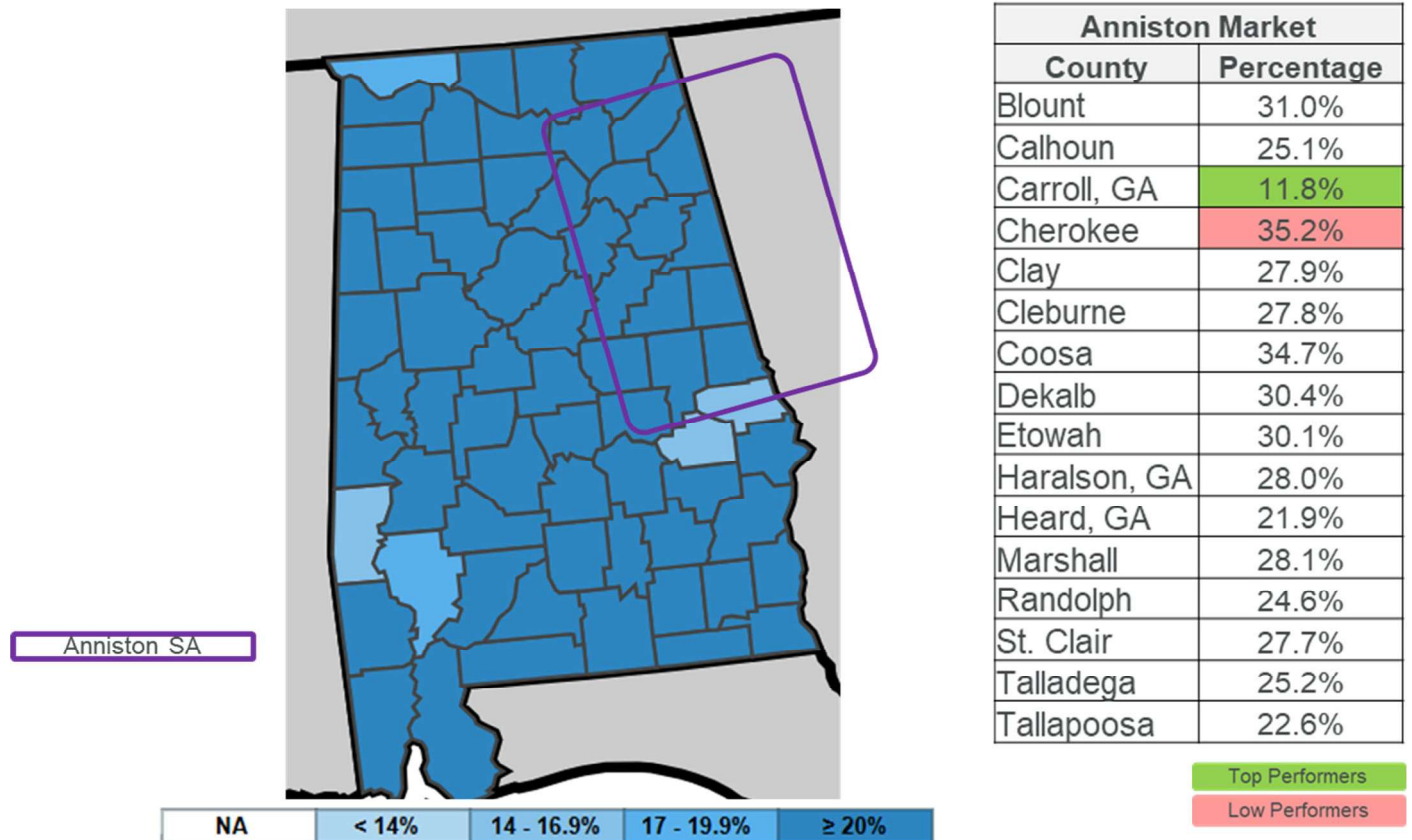 Anniston Market
County Percentage
Blount 31.0%
Calhoun 25.1%
Carroll, GA 11.8%
Cherokee 35.2%
Clay 27.9%
Cleburne 27.8%
Coosa 34.7%
Dekalb 30.4%
Etowah 30.1%
Haralson, GA 28.0%
Heard, GA 21.9%
Marshall 28.1%
Randolph 24.6%
St. Clair 27.7%
Talladega 25.2%
Tallapoosa 22.6%
Anniston SA
Top Performers
Low Performers
NA < 14% 14 - 16.9% 17 - 19.9% ≥ 20%